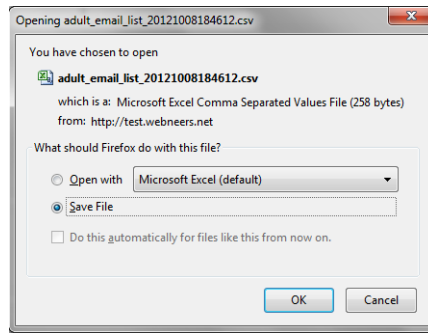 Opening adult_email_list_20121008184612.csv
You have chosen to open
adult_email_list_20121008184612.csv
which is a: Microsoft Excel Comma Separated Values File (258 bytes)
from: http://test.webneers.net
What should Firefox do with this file?
Open with Microsoft Excel (default)
Save File
Do this automatically for files like this from now on.
OK Cancel